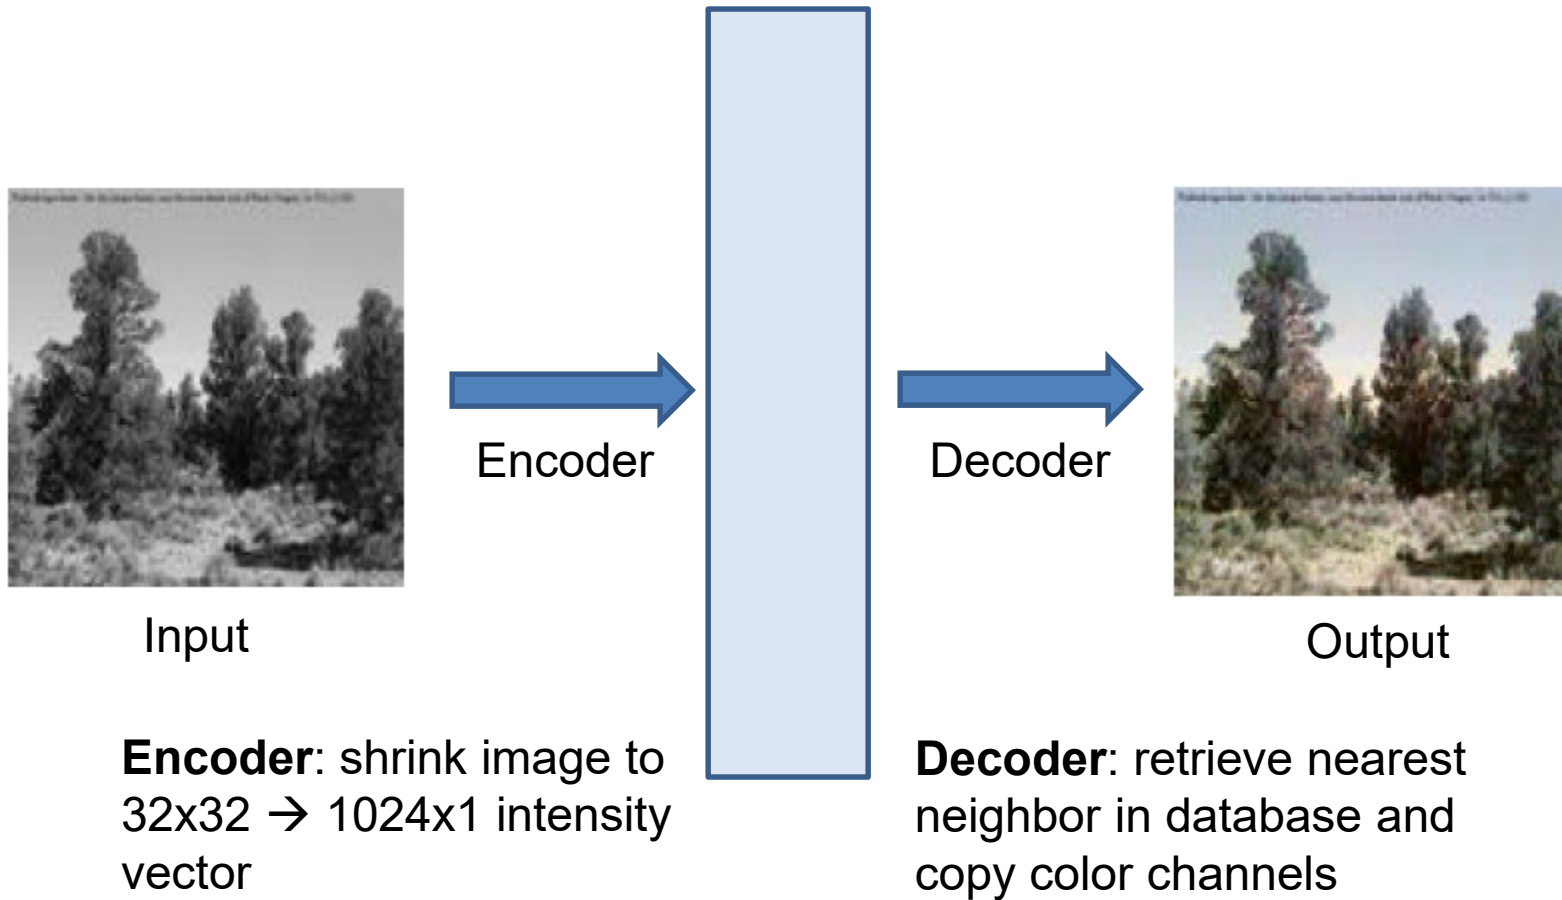 Encoder
Decoder
Input
Output
Encoder: shrink image to
32x32 → 1024x1 intensity
vector
Decoder: retrieve nearest
neighbor in database and
copy color channels